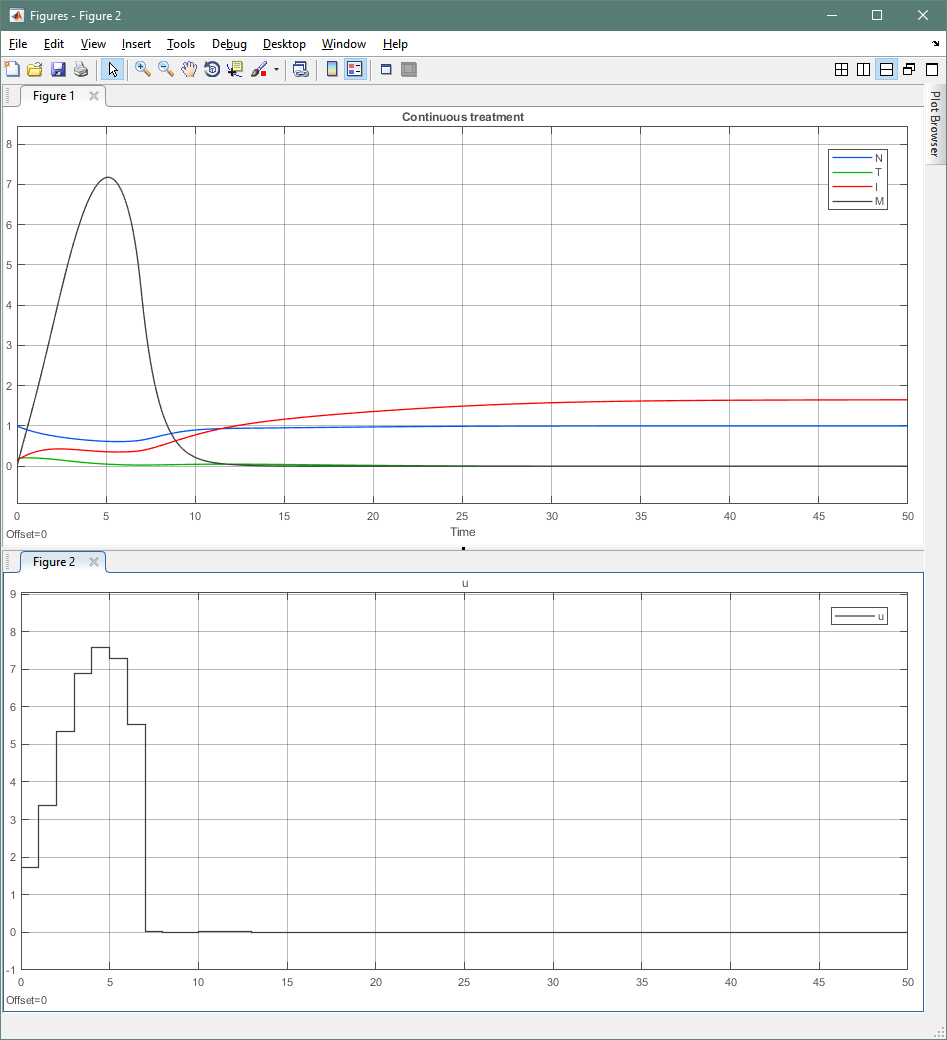 Figures - Figure 2
File Edit View Insert Tools Debug Desktop Window Help
Figure 1
Plot Browser
Continuous treatment
8
7
6
5
4
3
2
1
0
N
T
I
M
0 5 10 15 20 25 30 35 40 45 50
Time
Offset=0
Figure 2
u
9
8
7
6
5
4
3
2
1
0
-1
u
0 5 10 15 20 25 30 35 40 45 50
Offset=0